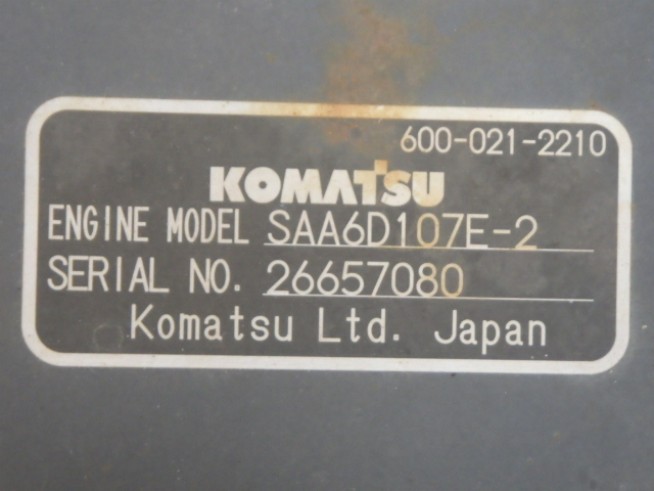 600-021-2210
KOMATSU
ENGINE MODEL SAA6D107E-2
SERIAL NO. 26657080
Komatsu Ltd. Japan